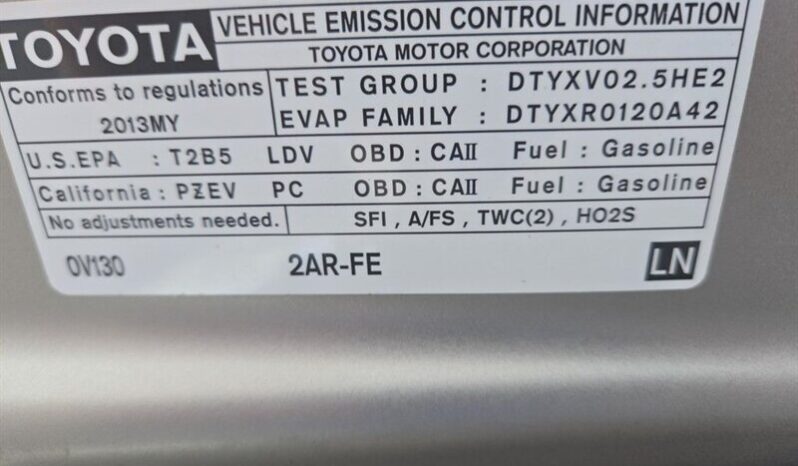 TOYOTA VEHICLE EMISSION CONTROL INFORMATION
TOYOTA MOTOR CORPORATION
Conforms to regulations
2013MY
TEST GROUP : DTYXV02.5HE2
EVAP FAMILY : DTYXR0120A42
U.S.EPA : T2B5 LDV OBD : CAII Fuel : Gasoline
California : PZEV PC OBD : CAII Fuel : Gasoline
No adjustments needed. SFI , A/FS , TWC(2) , HO2S
0V130 2AR-FE LN